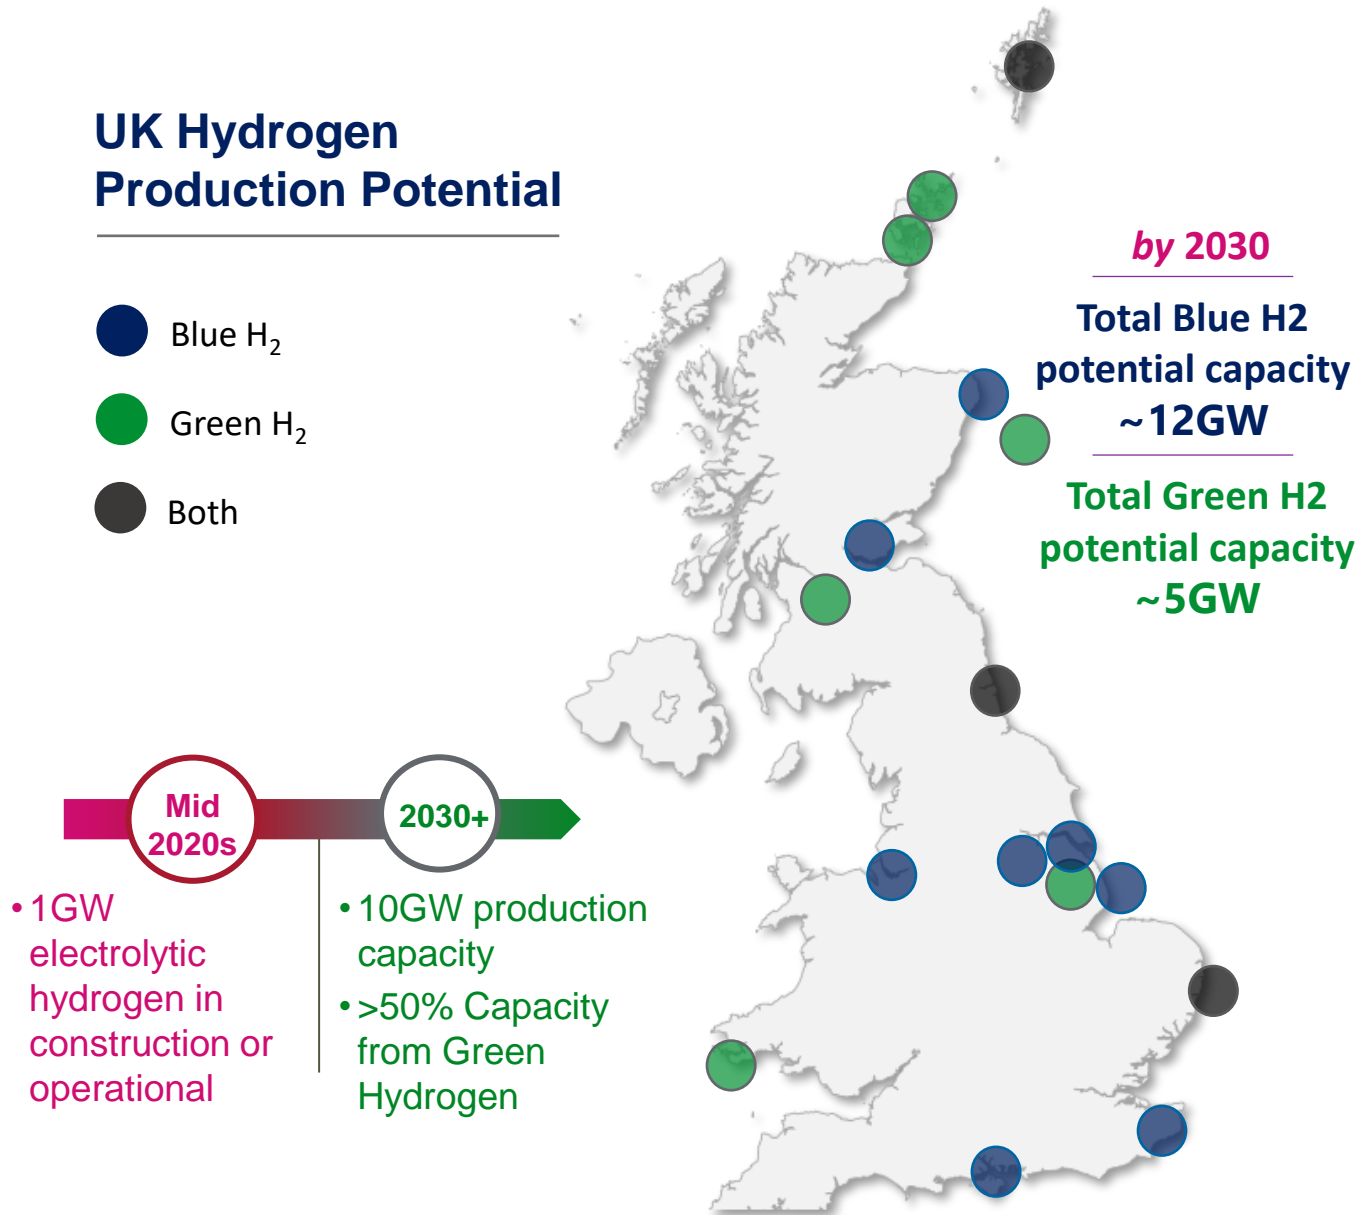 UK Hydrogen
Production Potential
Blue H₂
Green H₂
Both
by 2030
Total Blue H2
potential capacity
~12GW
Total Green H2
potential capacity
~5GW
Mid
2020s
2030+
• 1GW
electrolytic
hydrogen in
construction or
operational
• 10GW production
capacity
• >50% Capacity
from Green
Hydrogen